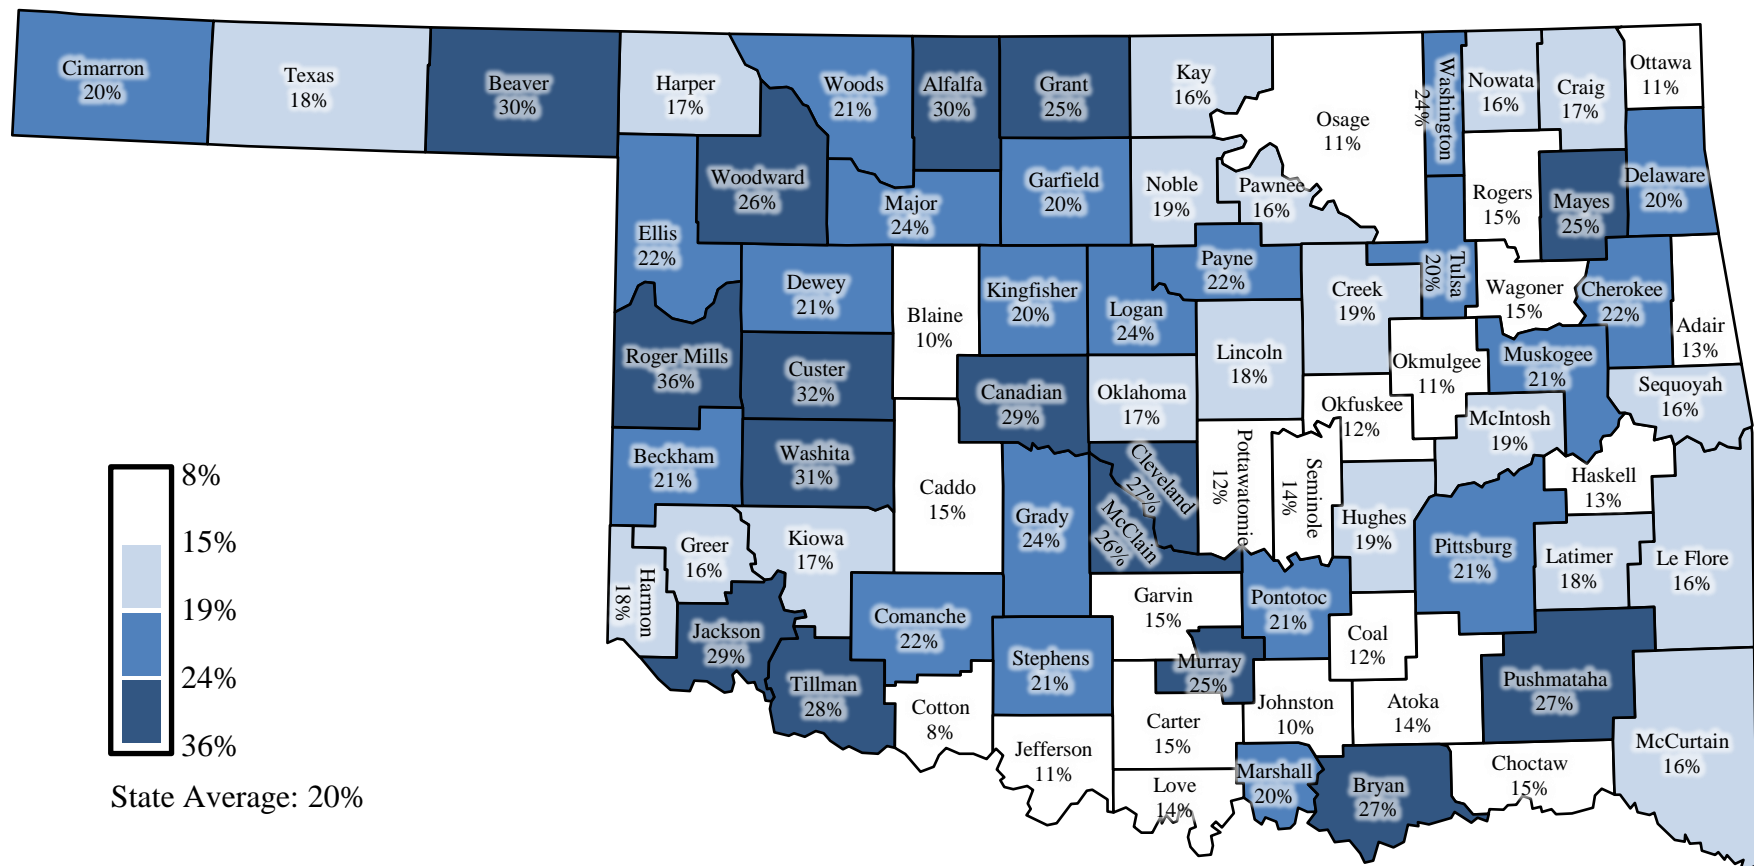 Cimarron
20%
Texas
18%
Beaver
30%
Harper
17%
Woods
21%
Alfalfa
30%
Grant
25%
Kay
16%
Osage
11%
Washington
24%
Nowata
16%
Craig
17%
Ottawa
11%
Woodward
26%
Major
24%
Garfield
20%
Noble
19%
Pawnee
16%
Rogers
15%
Mayes
25%
Delaware
20%
Ellis
22%
Dewey
21%
Blaine
10%
Kingfisher
20%
Logan
24%
Payne
22%
Creek
19%
Tulsa
20%
Wagoner
15%
Cherokee
22%
Adair
13%
Roger Mills
36%
Custer
32%
Canadian
29%
Oklahoma
17%
Lincoln
18%
Okmulgee
11%
Muskogee
21%
Sequoyah
16%
Okfuskee
12%
McIntosh
19%
Beckham
21%
Washita
31%
Caddo
15%
Grady
24%
Cleveland
27%
McClain
26%
Pottawatomie
12%
Seminole
14%
Hughes
19%
Pittsburg
21%
Haskell
13%
Latimer
18%
Le Flore
16%
Harmon
18%
Greer
16%
Kiowa
17%
Jackson
29%
Tillman
28%
Comanche
22%
Cotton
8%
Stephens
21%
Jefferson
11%
Garvin
15%
Murray
25%
Carter
15%
Love
14%
Pontotoc
21%
Johnston
10%
Marshall
20%
Coal
12%
Atoka
14%
Bryan
27%
Pushmataha
27%
Choctaw
15%
McCurtain
16%
8%
15%
19%
24%
36%
State Average: 20%